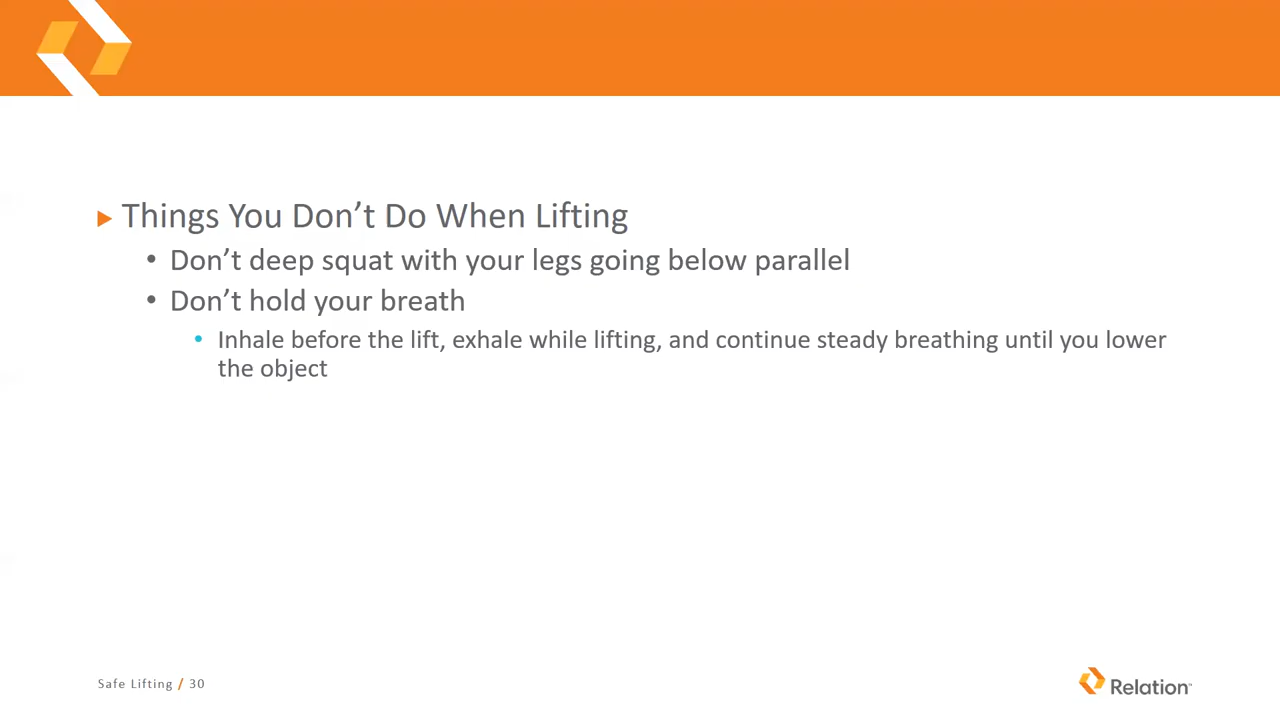 Things You Don’t Do When Lifting
• Don’t deep squat with your legs going below parallel
• Don’t hold your breath
• Inhale before the lift, exhale while lifting, and continue steady breathing until you lower
the object
Safe Lifting / 30
Relation™